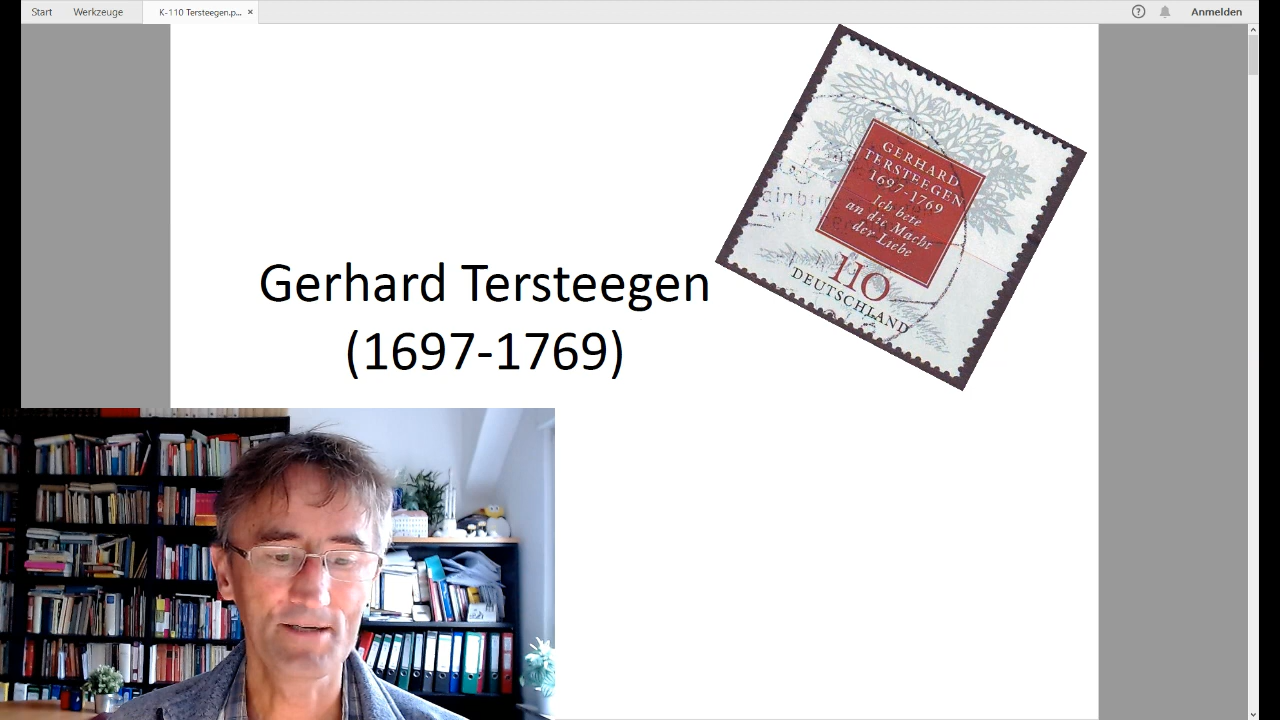 Start Werkzeuge K-110 Tersteegen.p... × Anmelden
GERHARD
TERSTEEGEN
1697-1769
Ich bete
an die Macht
der Liebe
110
DEUTSCHLAND
Gerhard Tersteegen
(1697-1769)